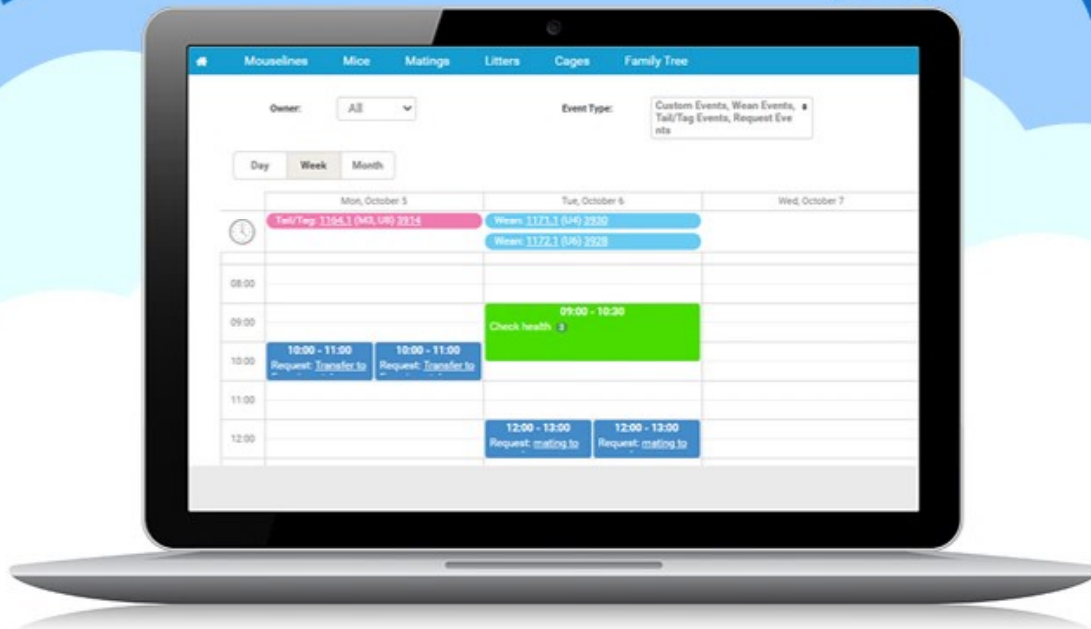 Mouselines Mice Matings Litters Cages Family Tree
Owner: All Event Type: Custom Events, Wean Events,
Tail/Tag Events, Request Eve
nts
Day Week Month
Mon, October 5 Tue, October 6 Wed, October 7
Tail/Tag: 1164.1 (M3, U8) 3914 Wean: 1171.1 (U4) 3930
Wean: 1172.1 (U6) 3928
08:00
09:00 - 10:30
09:00 Check health 3
10:00 - 11:00 10:00 - 11:00
10:00 Request: Transfer to Request: Transfer to
11:00
12:00 - 13:00 12:00 - 13:00
12:00 Request: mating to Request: mating to